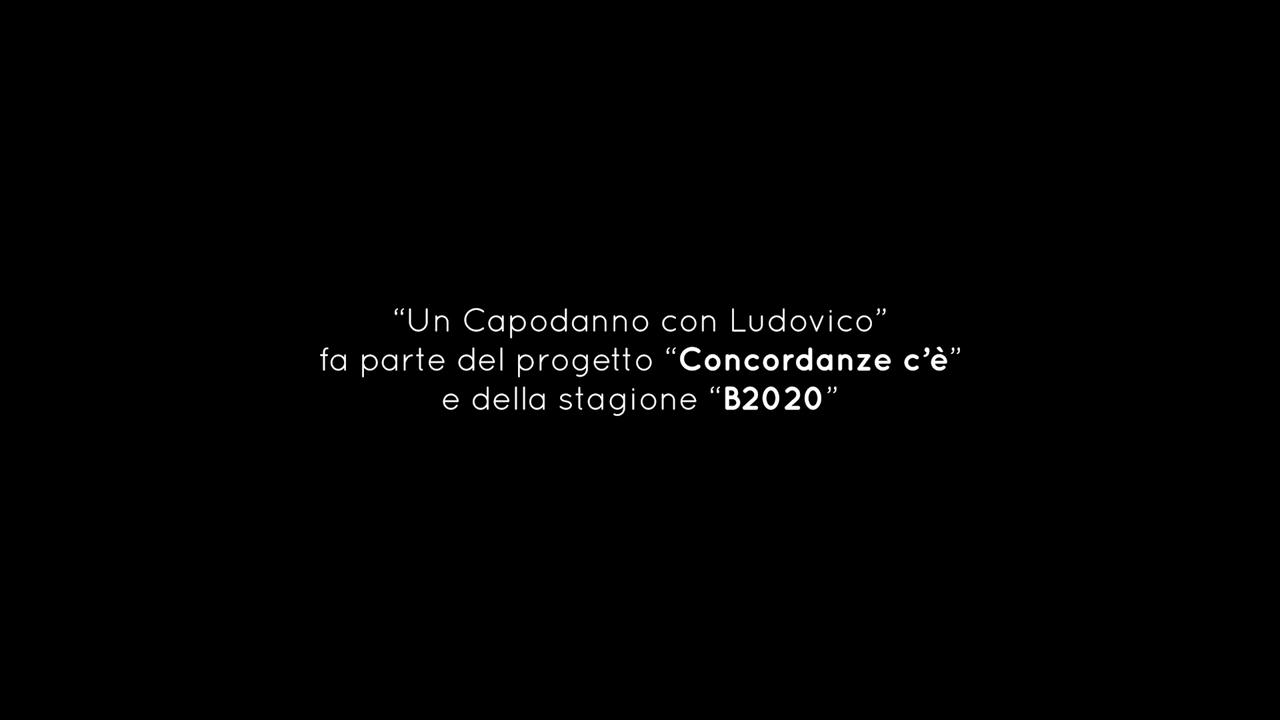 “Un Capodanno con Ludovico”
fa parte del progetto “Concordanze c’è”
e della stagione “B2020”